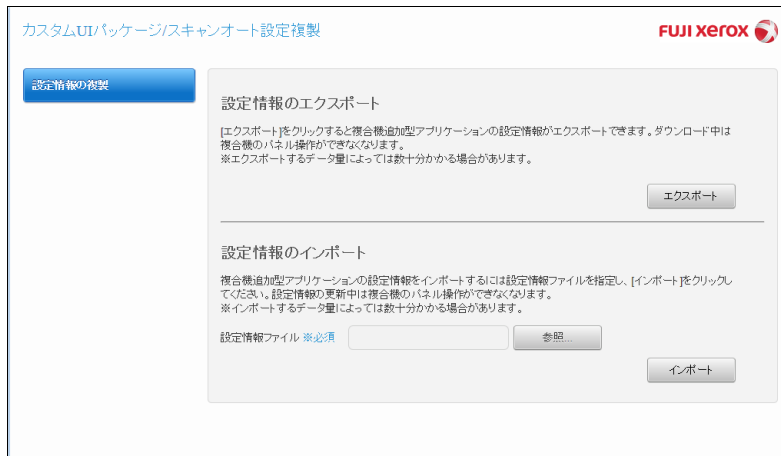 カスタムUIパッケージ/スキャンオート設定複製
FUJI xerox
設定情報の複製
設定情報のエクスポート
[エクスポート]をクリックすると複合機追加型アプリケーションの設定情報がエクスポートできます。ダウンロード中は
複合機のパネル操作ができなくなります。
※エクスポートするデータ量によっては数十分かかる場合があります。
エクスポート
設定情報のインポート
複合機追加型アプリケーションの設定情報をインポートするには設定情報ファイルを指定し、[インポート]をクリックし
てください。設定情報の更新中は複合機のパネル操作ができなくなります。
※インポートするデータ量によっては数十分かかる場合があります。
設定情報ファイル ※必須
参照...
インポート